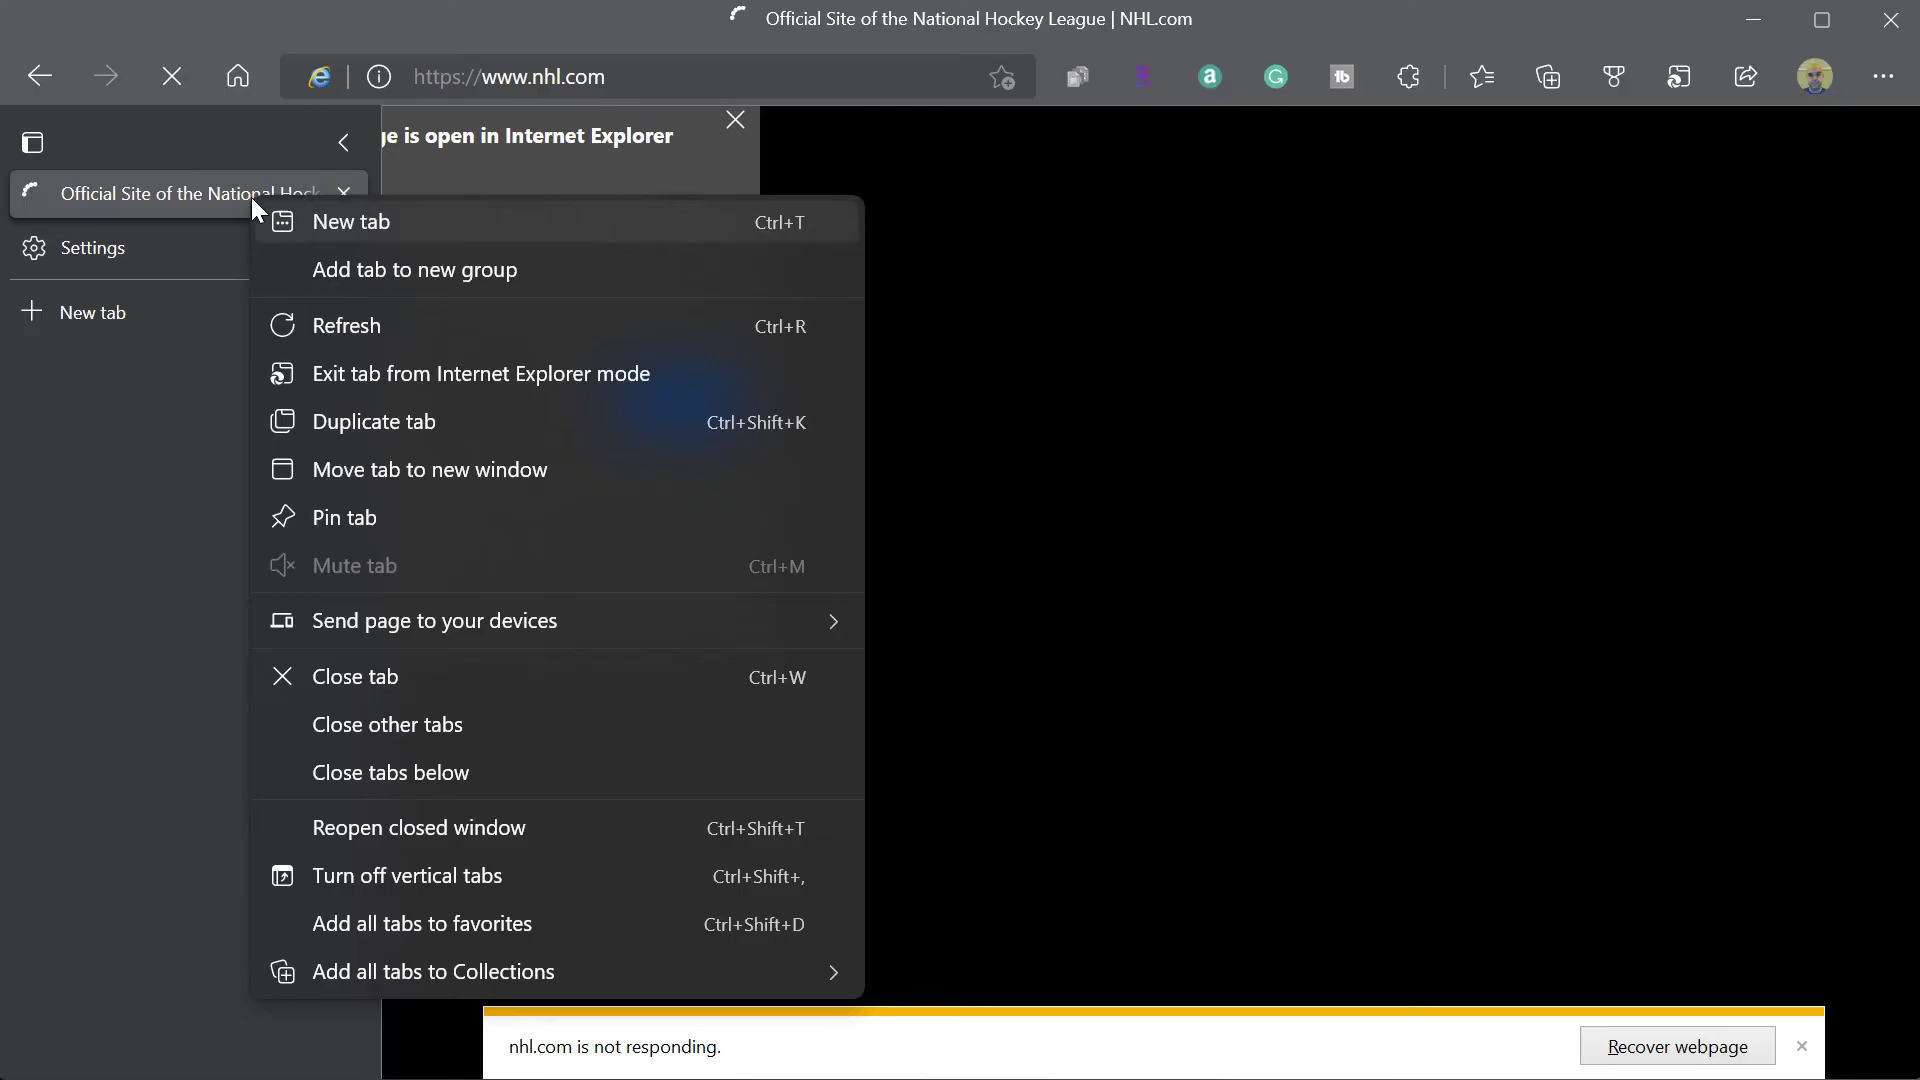 Official Site of the National Hockey League | NHL.com
https://www.nhl.com
ge is open in Internet Explorer
Official Site of the National Hock
Settings
New tab
New tab Ctrl+T
Add tab to new group
Refresh Ctrl+R
Exit tab from Internet Explorer mode
Duplicate tab Ctrl+Shift+K
Move tab to new window
Pin tab
Mute tab Ctrl+M
Send page to your devices
Close tab Ctrl+W
Close other tabs
Close tabs below
Reopen closed window Ctrl+Shift+T
Turn off vertical tabs Ctrl+Shift+,
Add all tabs to favorites Ctrl+Shift+D
Add all tabs to Collections
nhl.com is not responding.
Recover webpage